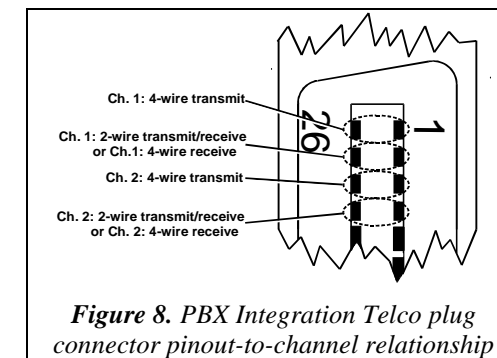 Ch. 1: 4-wire transmit
Ch. 1: 2-wire transmit/receive
or Ch.1: 4-wire receive
Ch. 2: 4-wire transmit
Ch. 2: 2-wire transmit/receive
or Ch. 2: 4-wire receive
26
1
Figure 8. PBX Integration Telco plug
connector pinout-to-channel relationship